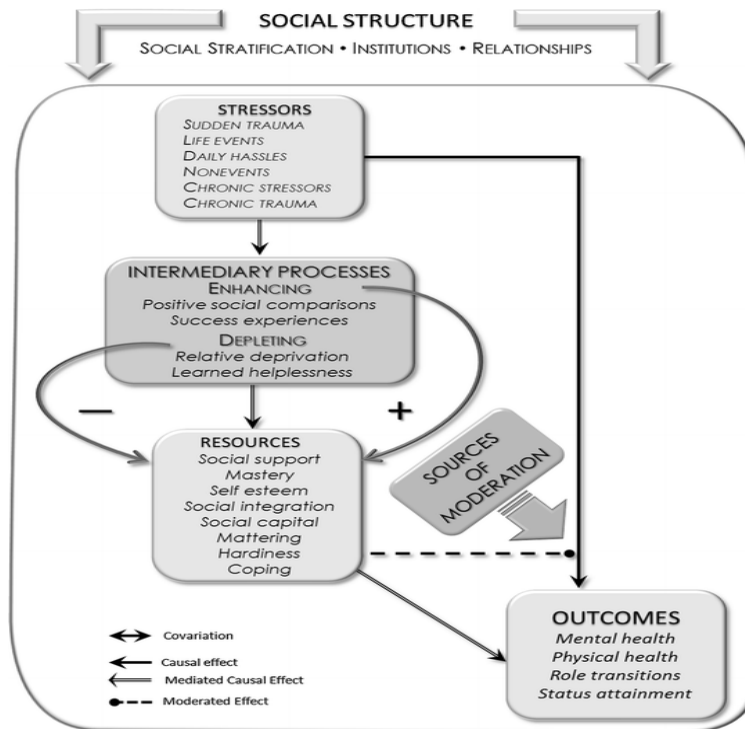 SOCIAL STRUCTURE
SOCIAL STRATIFICATION • INSTITUTIONS • RELATIONSHIPS
STRESSORS
SUDDEN TRAUMA
LIFE EVENTS
DAILY HASSLES
NONEVENTS
CHRONIC STRESSORS
CHRONIC TRAUMA
INTERMEDIARY PROCESSES
ENHANCING
Positive social comparisons
Success experiences
DEPLETING
Relative deprivation
Learned helplessness
— +
RESOURCES
Social support
Mastery
Self esteem
Social integration
Social capital
Mattering
Hardiness
Coping
SOURCES
OF
MODERATION
OUTCOMES
Mental health
Physical health
Role transitions
Status attainment
Covariation
Causal effect
Mediated Causal Effect
Moderated Effect